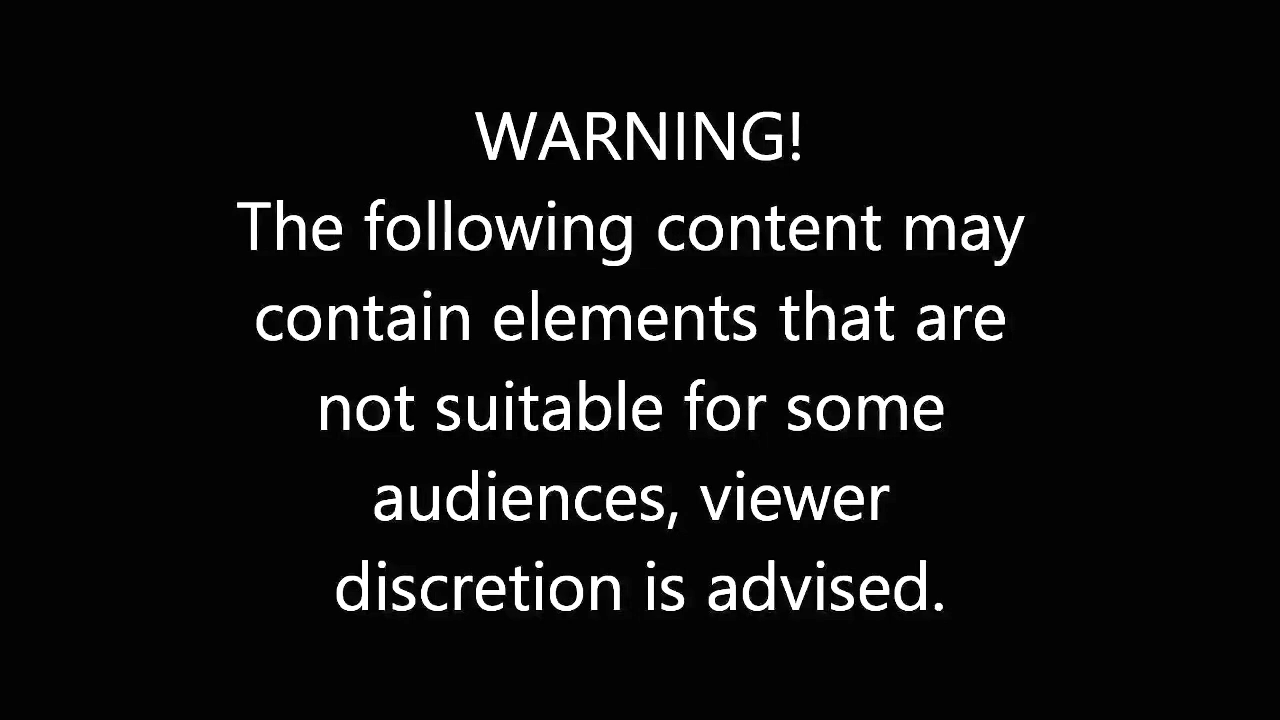 WARNING!
The following content may
contain elements that are
not suitable for some
audiences, viewer
discretion is advised.